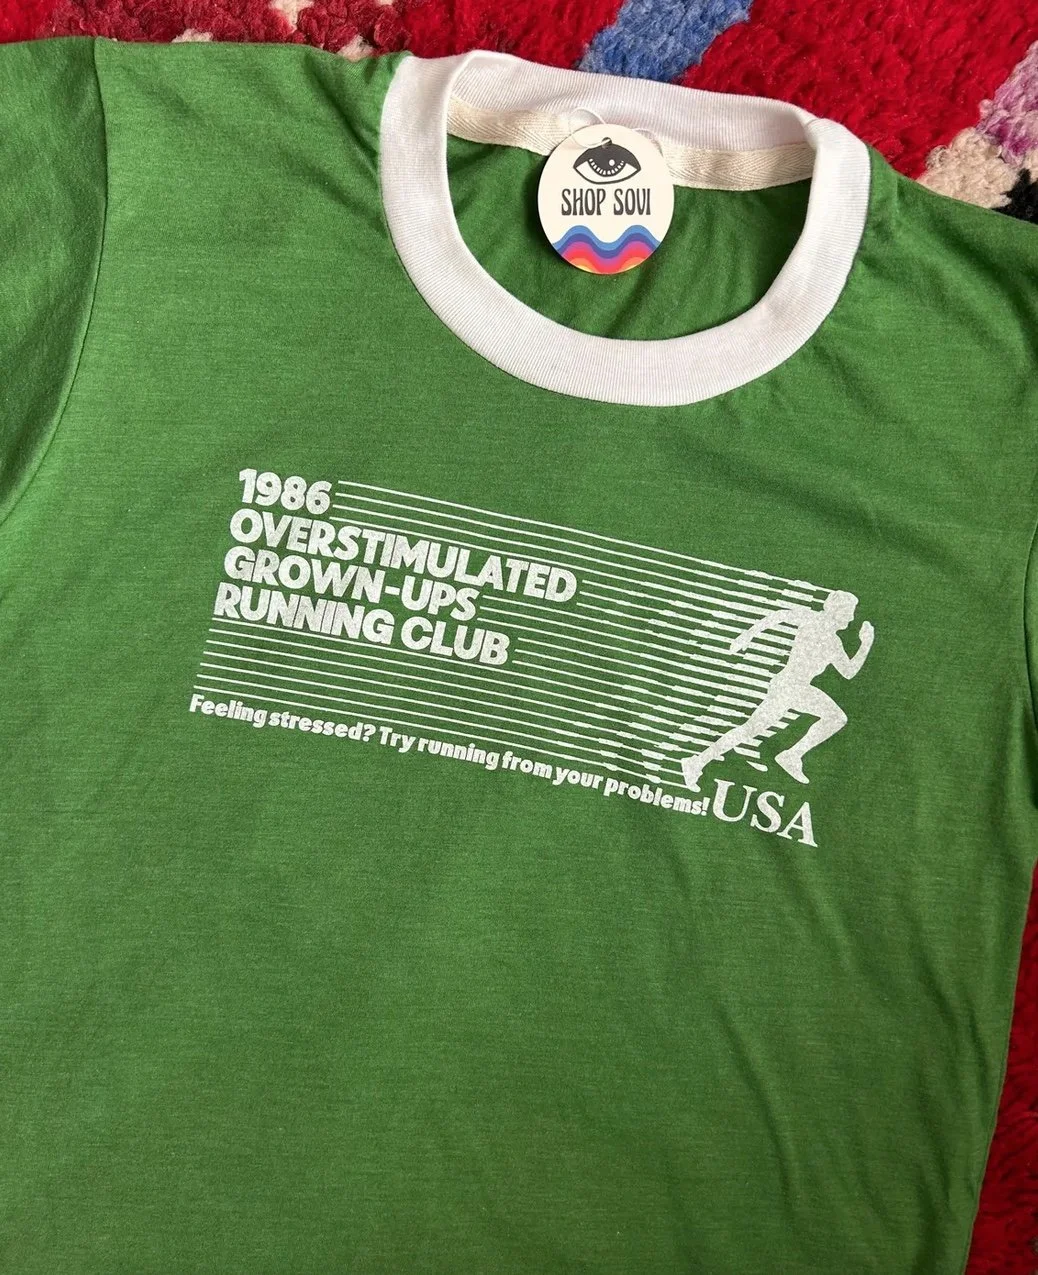 SHOP SOVI
1986
OVERSTIMULATED
GROWN-UPS
RUNNING CLUB
Feeling stressed? Try running from your problems!
USA